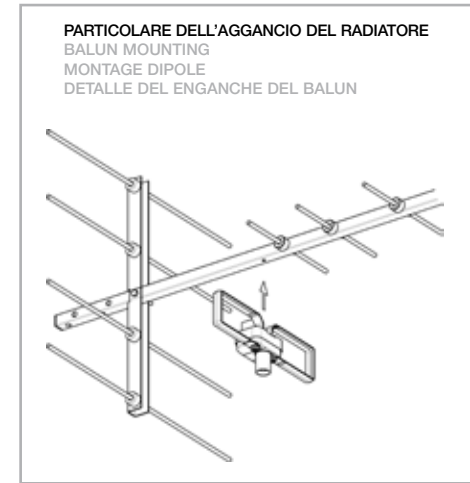 PARTICOLARE DELL'AGGANCIO DEL RADIATORE
BALUN MOUNTING
MONTAGE DIPOLE
DETALLE DEL ENGANCHE DEL BALUN